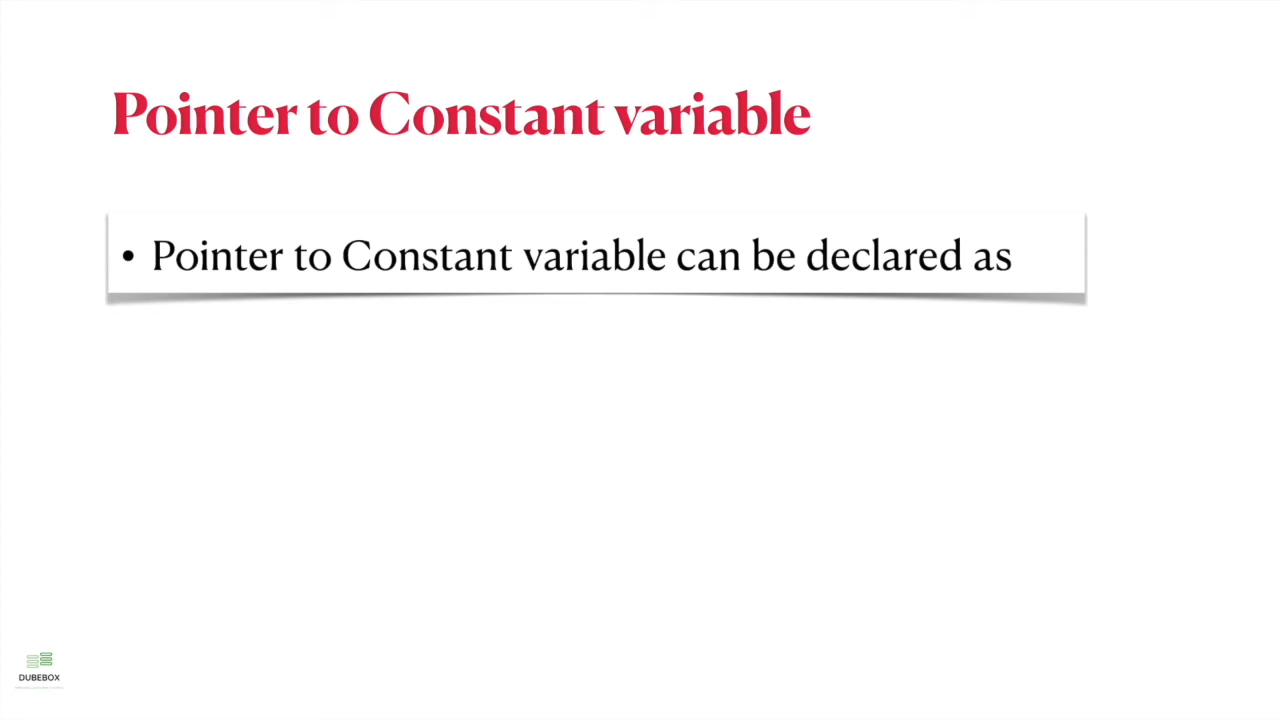 Pointer to Constant variable
• Pointer to Constant variable can be declared as
DUBEBOX